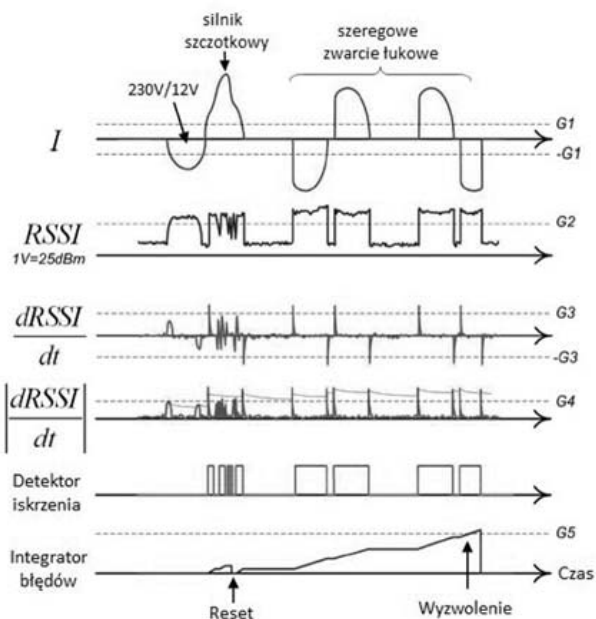 silnik
szczotkowy
szeregowe
zwarcie łukowe
230V/12V
I
G1
-G1
RSSI
1V=25dBm
G2
dRSSI
dt
G3
-G3
|dRSSI|
dt
G4
Detektor
iskrzenia
Integrator
błędów
G5
Czas
Reset
Wyzwolenie